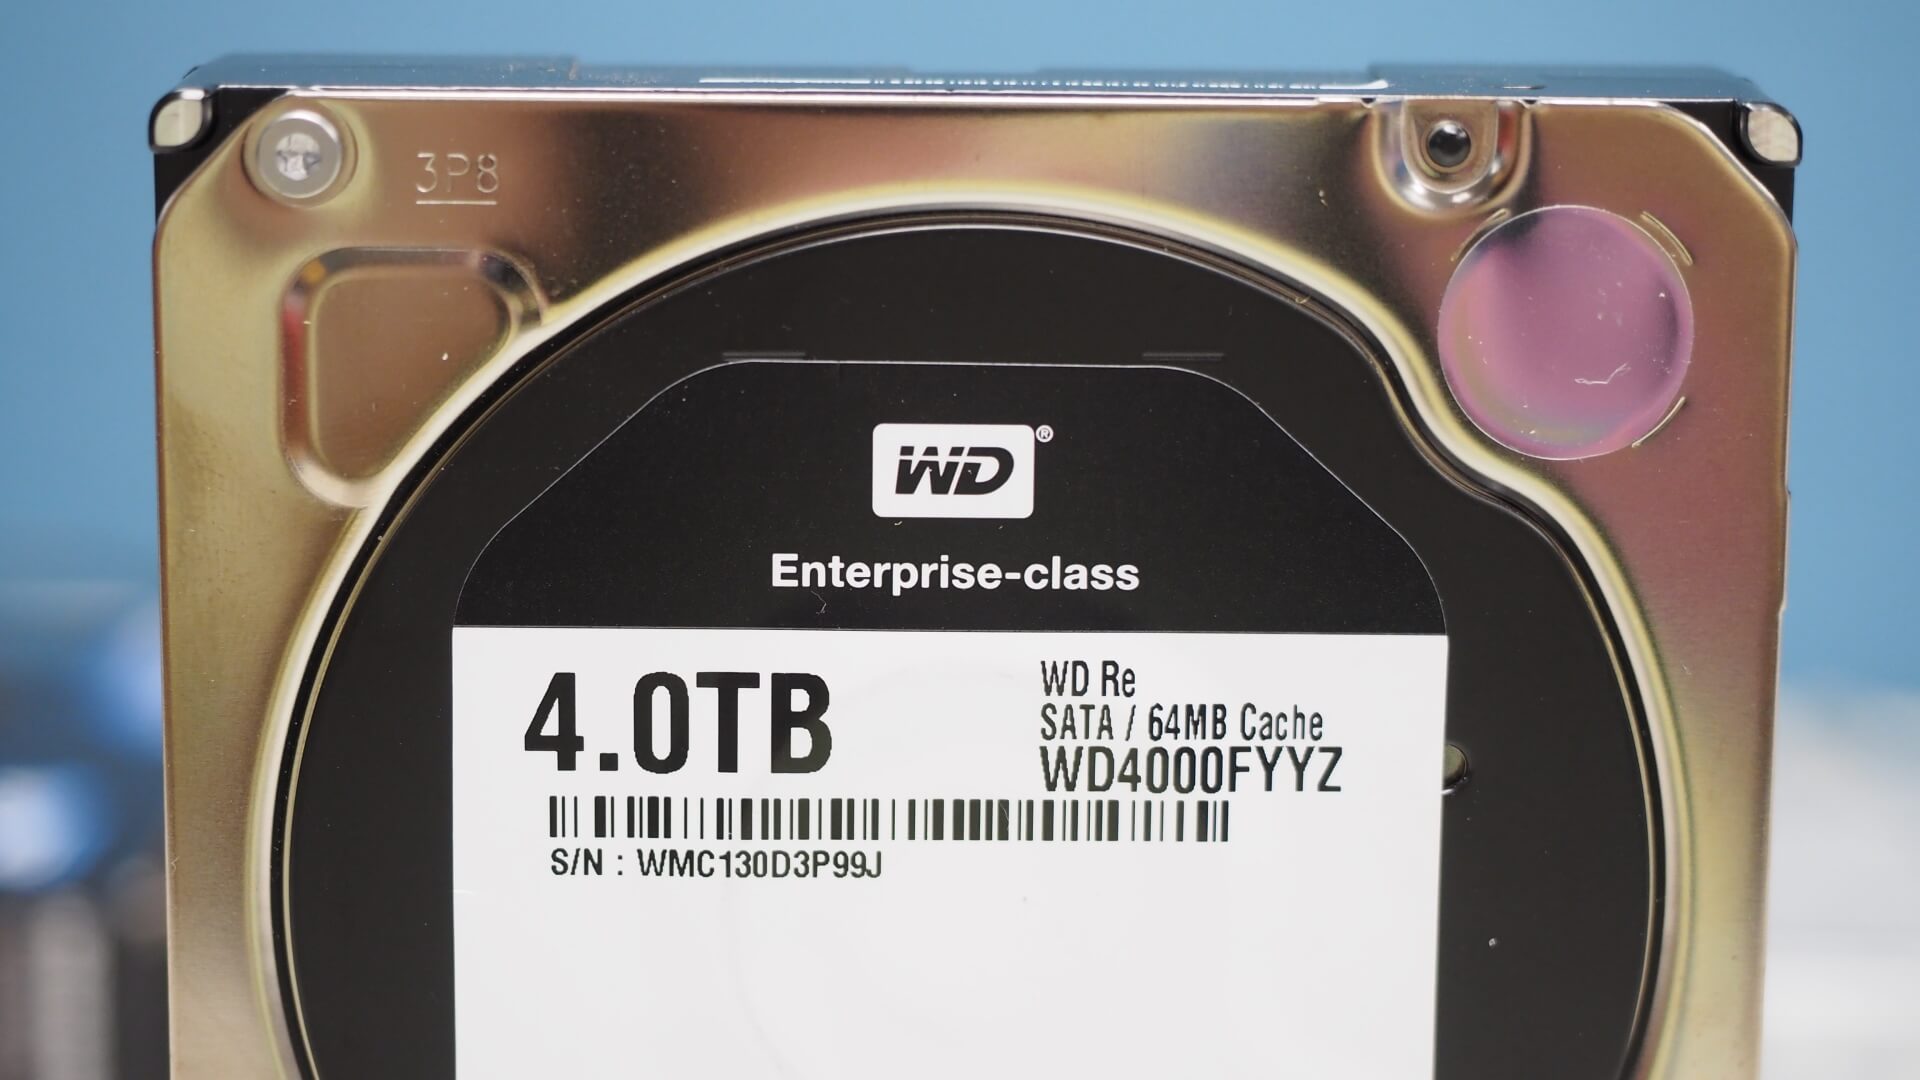 3P8
WD®
Enterprise-class
4.0TB
WD Re
SATA / 64MB Cache
WD4000FYYZ
S/N : WMC130D3P99J